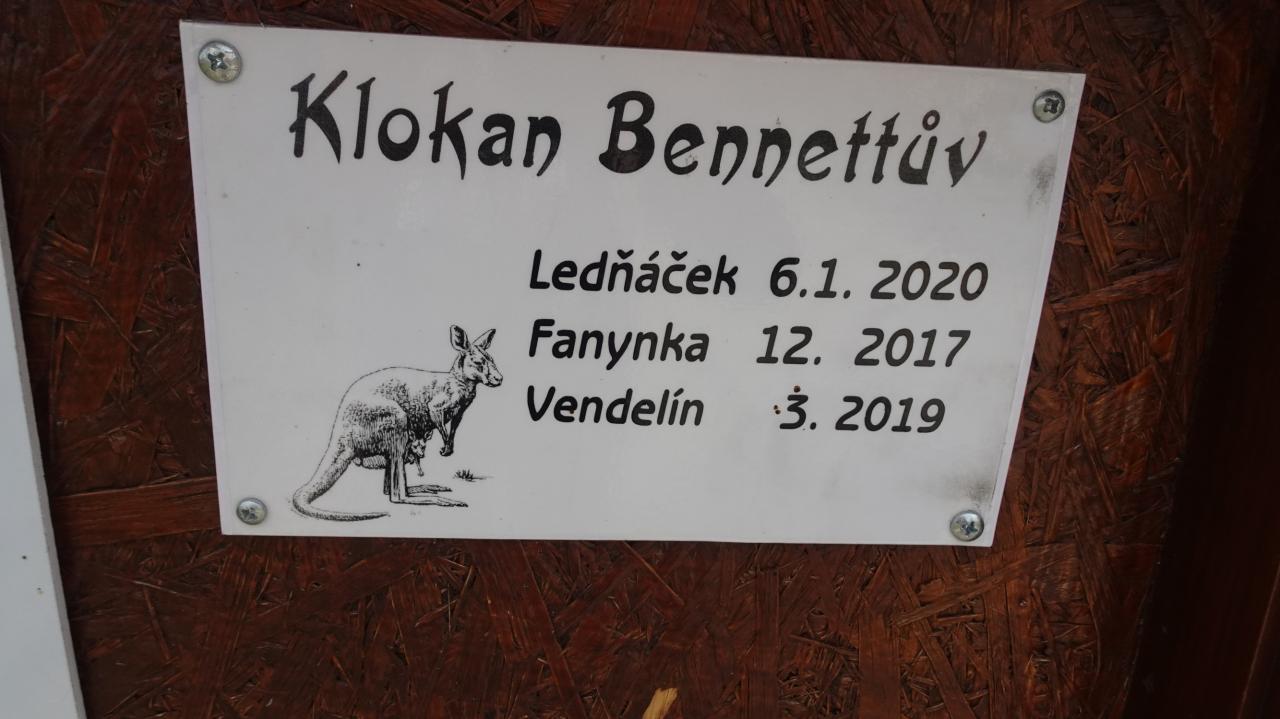 Klokan Bennettův
Ledňáček 6.1. 2020
Fanynka 12. 2017
Vendelín 3. 2019